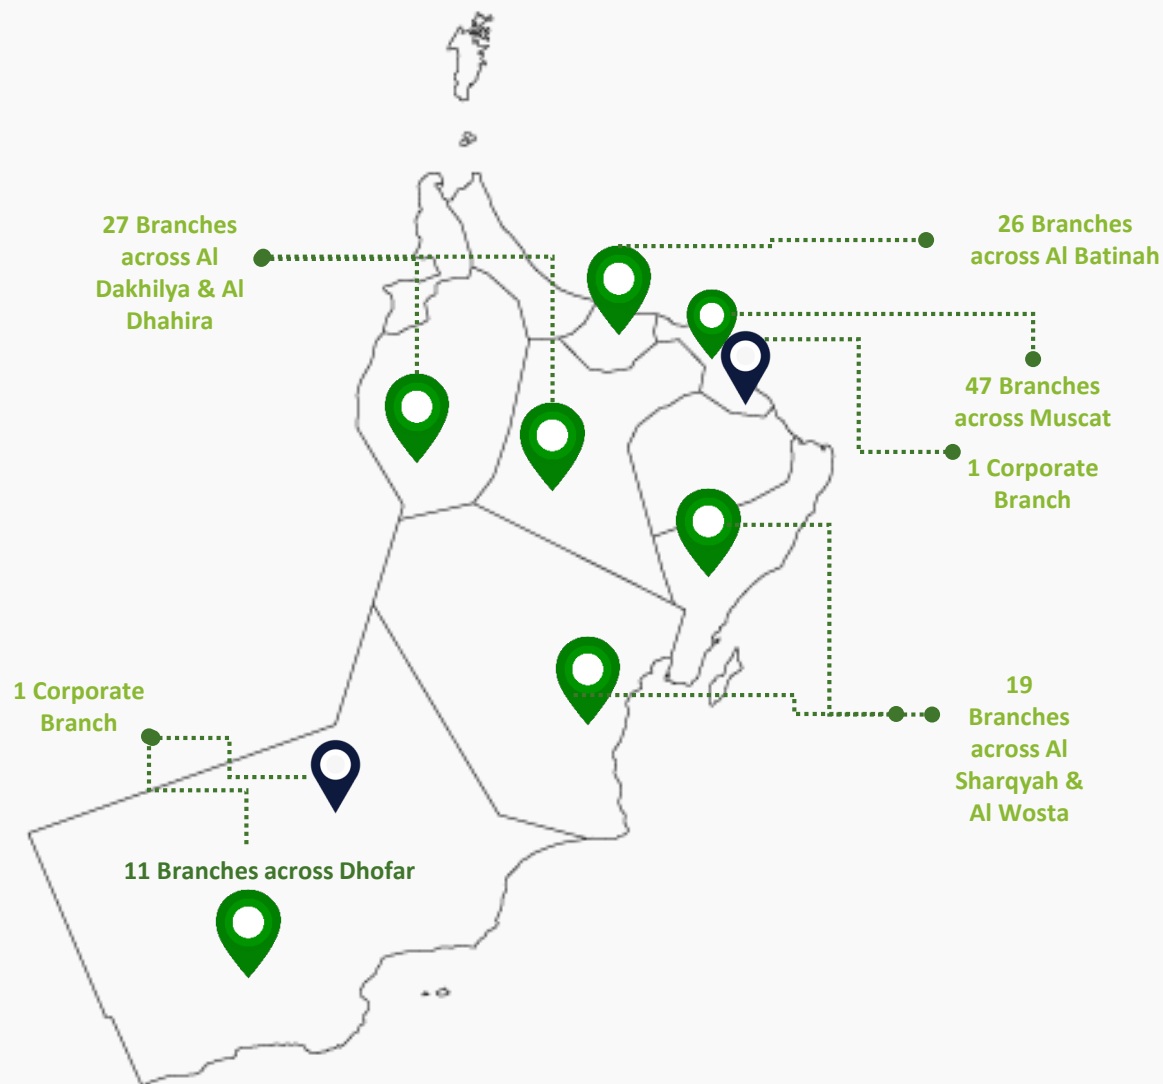 27 Branches
across Al
Dakhilya & Al
Dhahira
26 Branches
across Al Batinah
47 Branches
across Muscat
1 Corporate
Branch
19
Branches
across Al
Sharqyah &
Al Wosta
1 Corporate
Branch
11 Branches across Dhofar